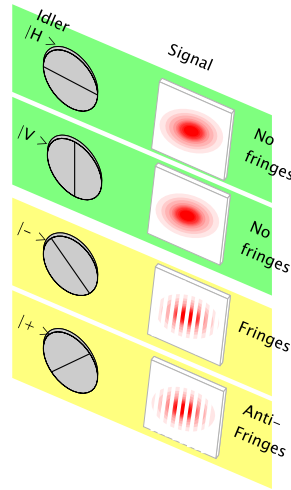 Idler
Signal
|H >
No
fringes
|V >
No
fringes
|− >
Fringes
|+ >
Anti−
Fringes